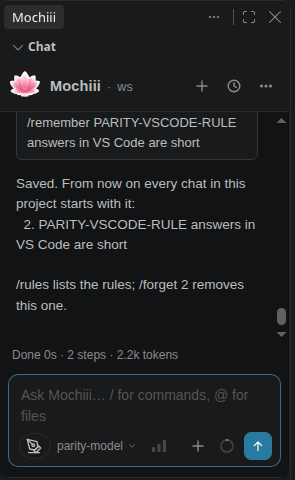 Mochiii
Chat
Mochiii · ws
/remember PARITY-VSCODE-RULE
answers in VS Code are short
Saved. From now on every chat in this
project starts with it:
2. PARITY-VSCODE-RULE answers in
VS Code are short
/rules lists the rules; /forget 2 removes
this one.
Done 0s · 2 steps · 2.2k tokens
Ask Mochiii… / for commands, @ for
files
parity-model